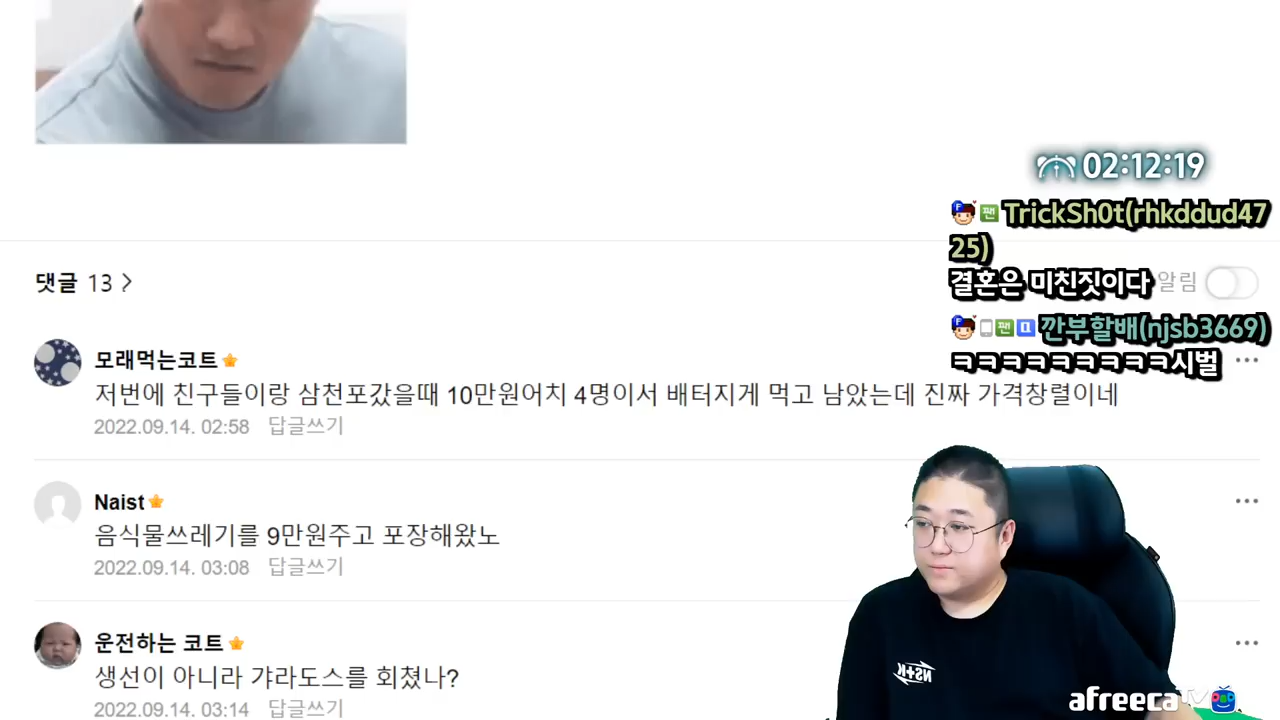 02:12:19
TrickSh0t(rhkddud47
25)
결혼은 미친짓이다
알림
깐부할배(njsb3669)
ㅋㅋㅋㅋㅋㅋㅋㅋㅋ시벌
댓글 13 >
모래먹는코트
저번에 친구들이랑 삼천포갔을때 10만원어치 4명이서 배터지게 먹고 남았는데 진짜 가격창렬이네
2022.09.14. 02:58 답글쓰기
Naist
음식물쓰레기를 9만원주고 포장해왔노
2022.09.14. 03:08 답글쓰기
운전하는 코트
생선이 아니라 갸라도스를 회쳤나?
2022.09.14. 03:14 답글쓰기
afreecaTV